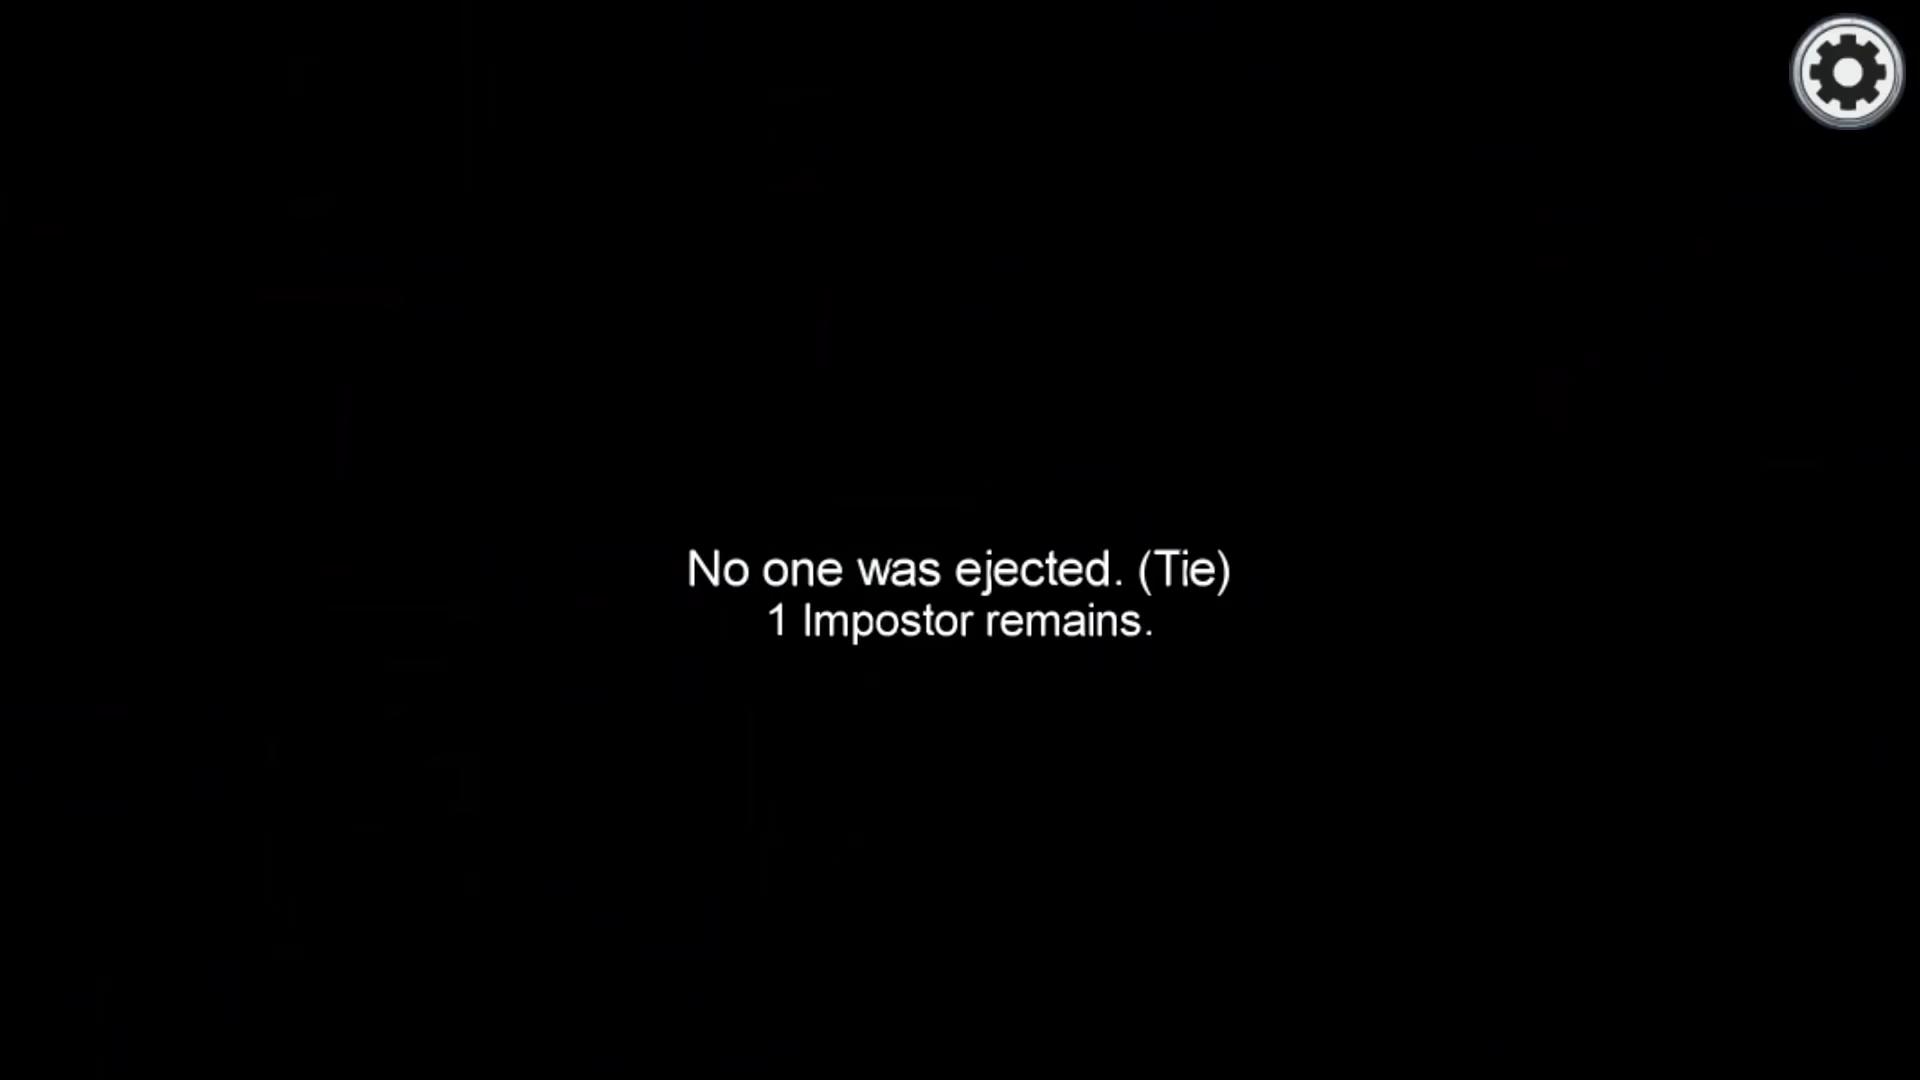 No one was ejected. (Tie)
1 Impostor remains.